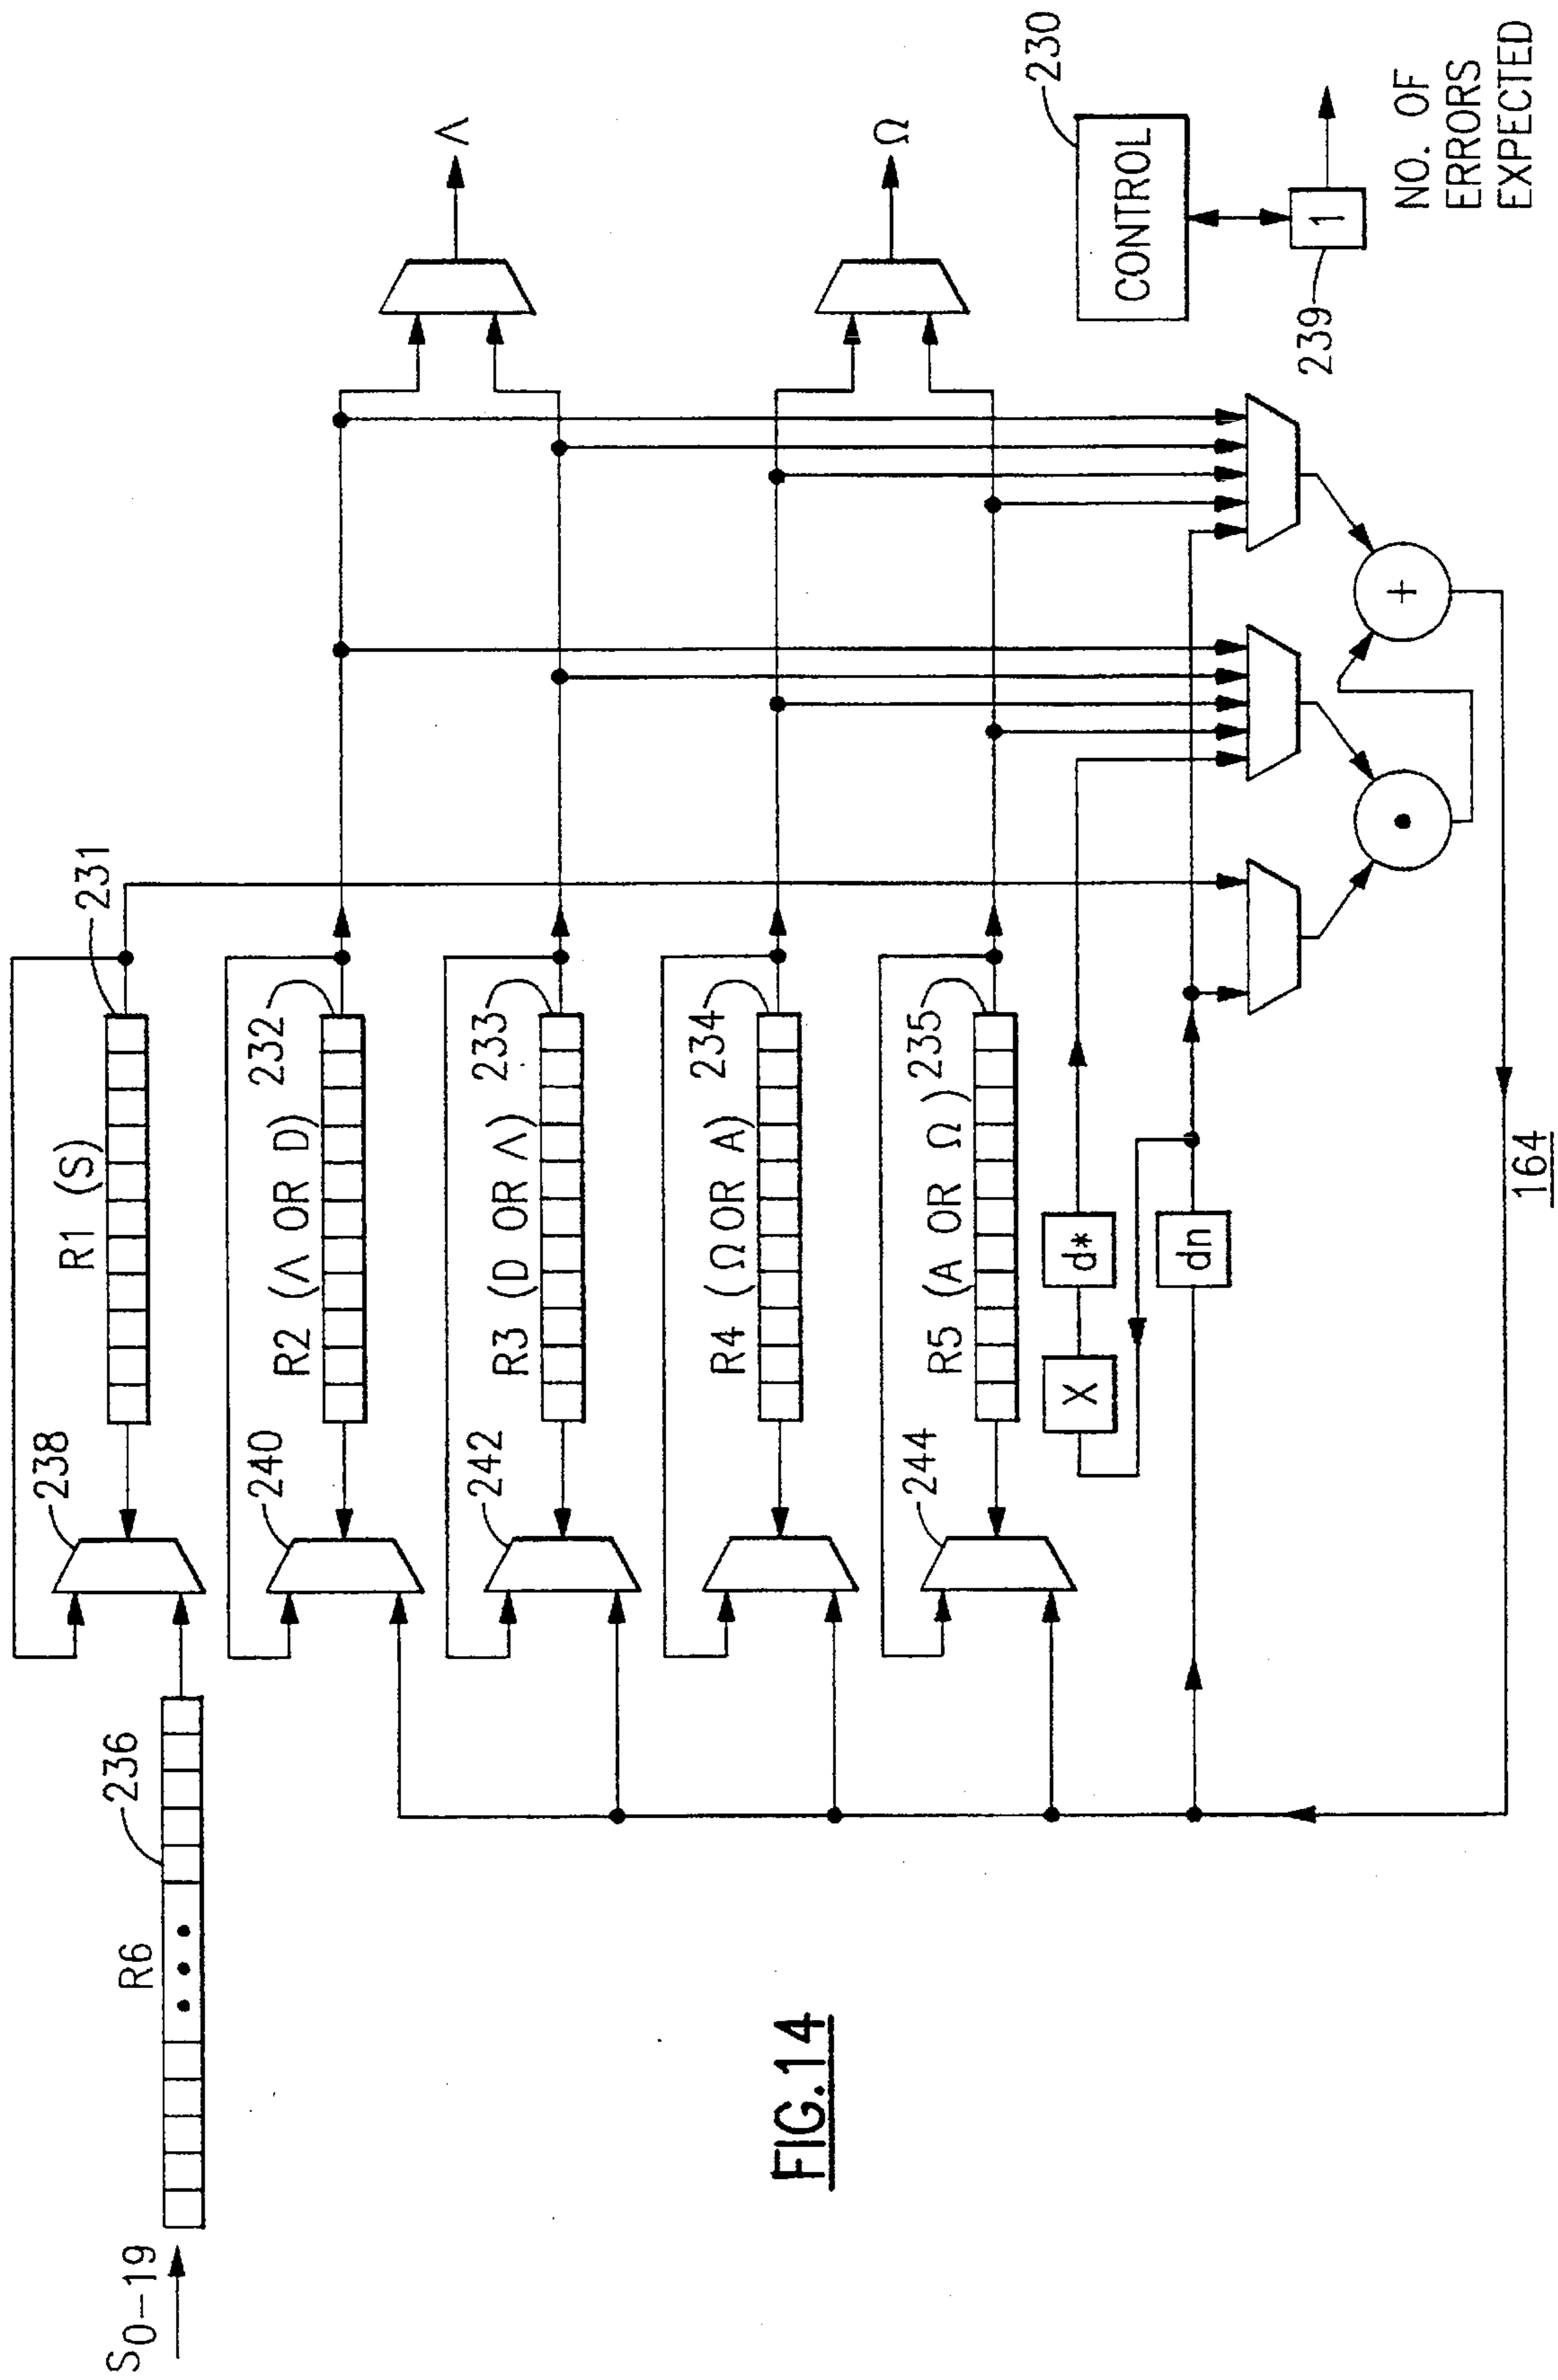 S0-19
R6
236
238
R1 (S)
231
240
R2 (Λ OR D)
232
242
R3 (D OR Λ)
233
R4 (Ω OR A)
234
244
R5 (A OR Ω)
235
X
d*
dn
Λ
Ω
•
+
CONTROL
230
1
239
NO. OF
ERRORS
EXPECTED
164
FIG.14